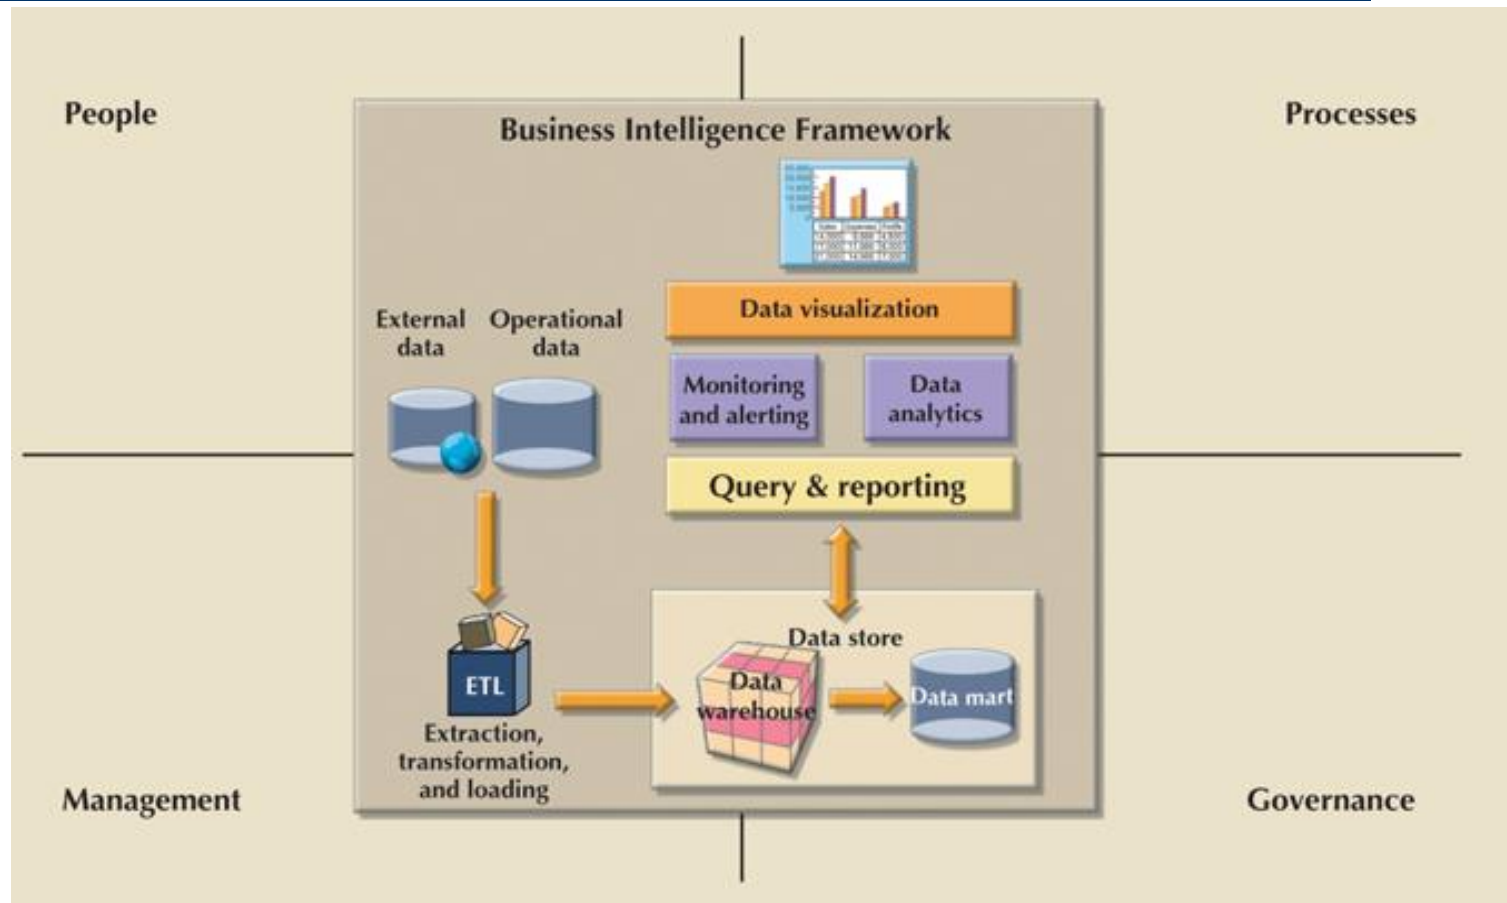 People
Processes
Business Intelligence Framework
Data visualization
External
data
Operational
data
Monitoring
and alerting
Data
analytics
Query & reporting
Data store
Data
warehouse
Data mart
ETL
Extraction,
transformation,
and loading
Management
Governance